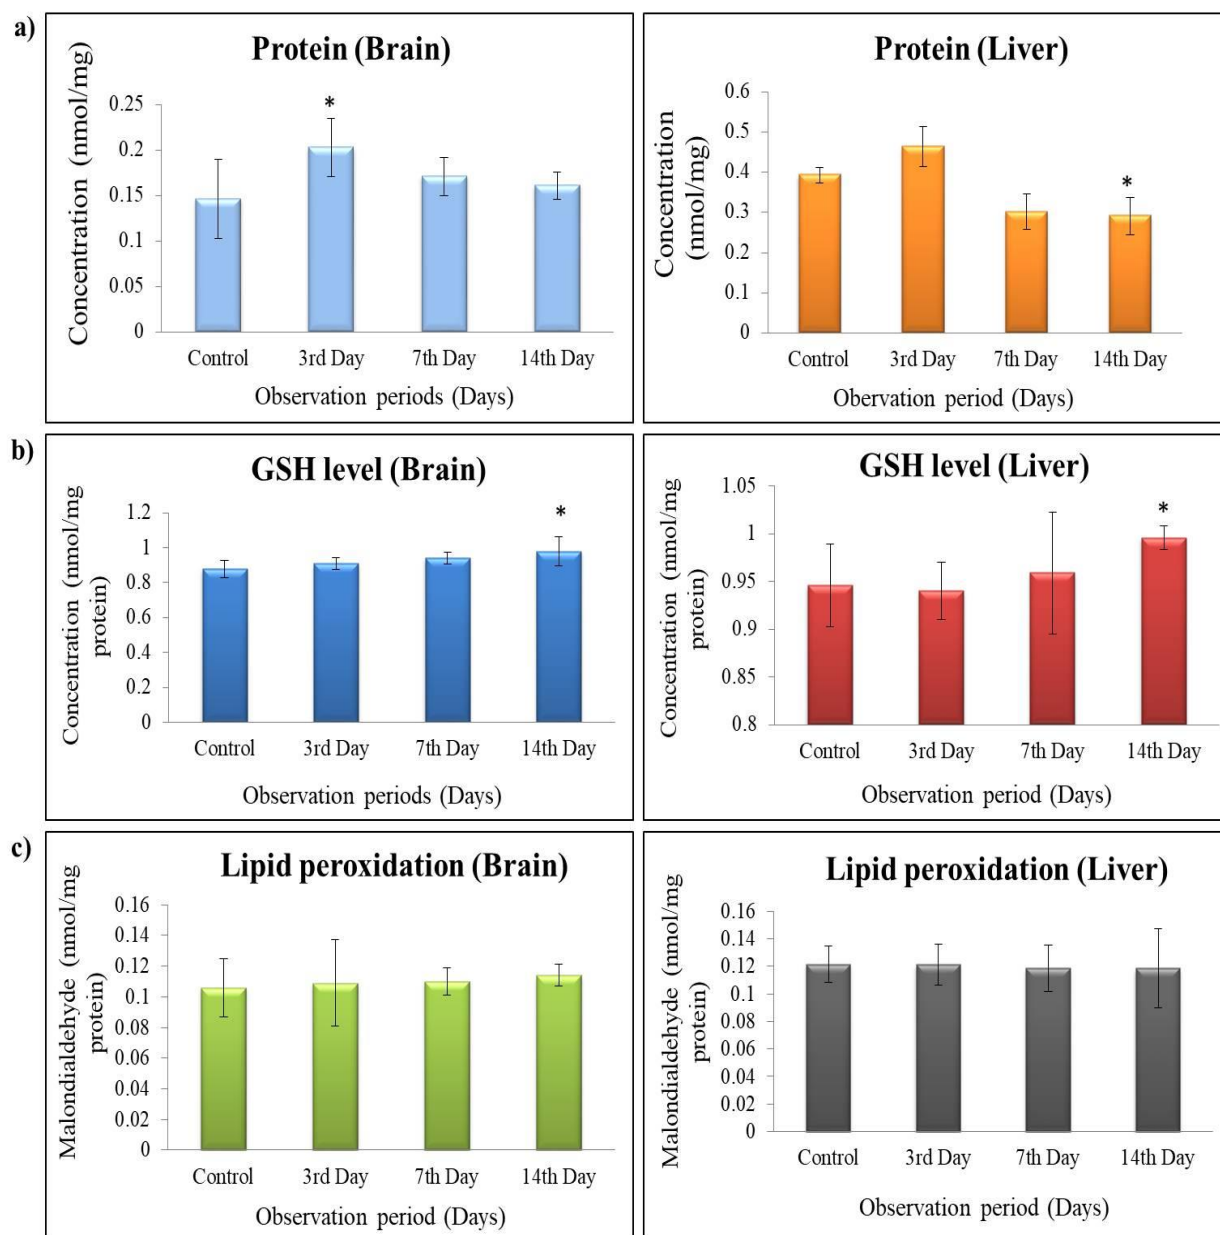 a)
Protein (Brain)
Concentration (nmol/mg)
0.25
0.2
0.15
0.1
0.05
0
*
Control 3rd Day 7th Day 14th Day
Observation periods (Days)
Protein (Liver)
Concentration
(nmol/mg)
0.6
0.5
0.4
0.3
0.2
0.1
0
*
Control 3rd Day 7th Day 14th Day
Obervation period (Days)
b)
GSH level (Brain)
Concentration (nmol/mg
protein)
1.2
1
0.8
0.6
0.4
0.2
0
*
Control 3rd Day 7th Day 14th Day
Observation periods (Days)
GSH level (Liver)
Concentration (nmol/mg
protein)
1.05
1
0.95
0.9
0.85
0.8
*
Control 3rd Day 7th Day 14th Day
Observation period (Days)
c)
Lipid peroxidation (Brain)
Malondialdehyde (nmol/mg
protein)
0.16
0.14
0.12
0.1
0.08
0.06
0.04
0.02
0
Control 3rd Day 7th Day 14th Day
Observation period (Days)
Lipid peroxidation (Liver)
Malondialdehyde (nmol/mg
protein)
0.16
0.14
0.12
0.1
0.08
0.06
0.04
0.02
0
Control 3rd Day 7th Day 14th Day
Observation period (Days)